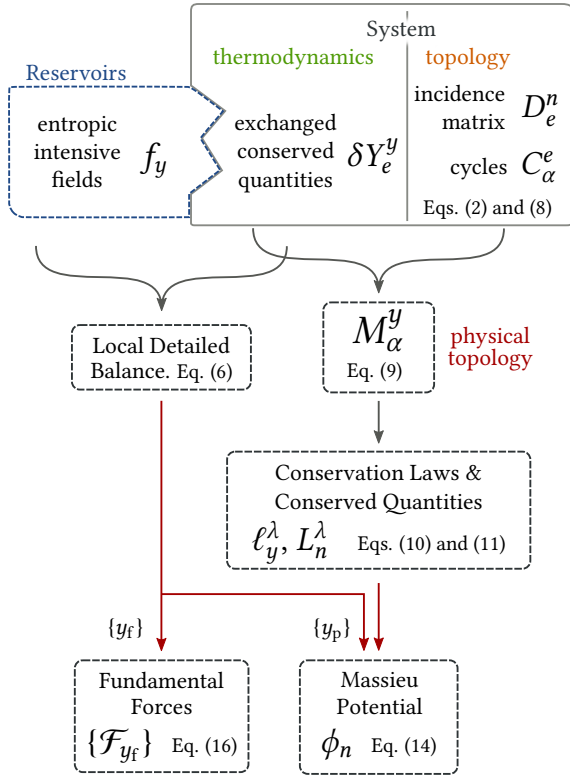 System
thermodynamics
topology
Reservoirs
entropic
intensive
fields
f_y
exchanged
conserved
quantities
δY_e^y
incidence
matrix
D_e^n
cycles C_α^e
Eqs. (2) and (8)
Local Detailed
Balance. Eq. (6)
M_α^y
Eq. (9)
physical
topology
Conservation Laws &
Conserved Quantities
ℓ_y^λ, L_n^λ Eqs. (10) and (11)
{y_f}
{y_p}
Fundamental
Forces
{ℱ_{y_f}} Eq. (16)
Massieu
Potential
ϕ_n Eq. (14)